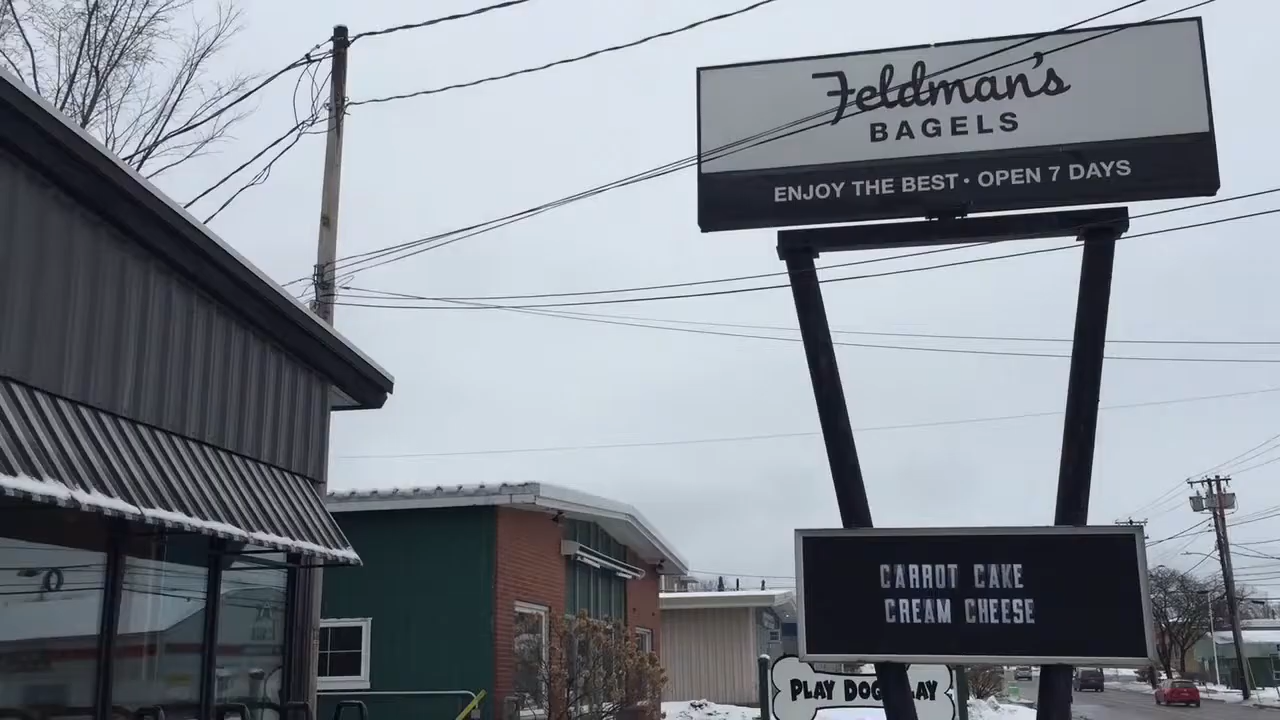 Feldman's
BAGELS
ENJOY THE BEST • OPEN 7 DAYS
CARROT CAKE
CREAM CHEESE
PLAY DOG PLAY